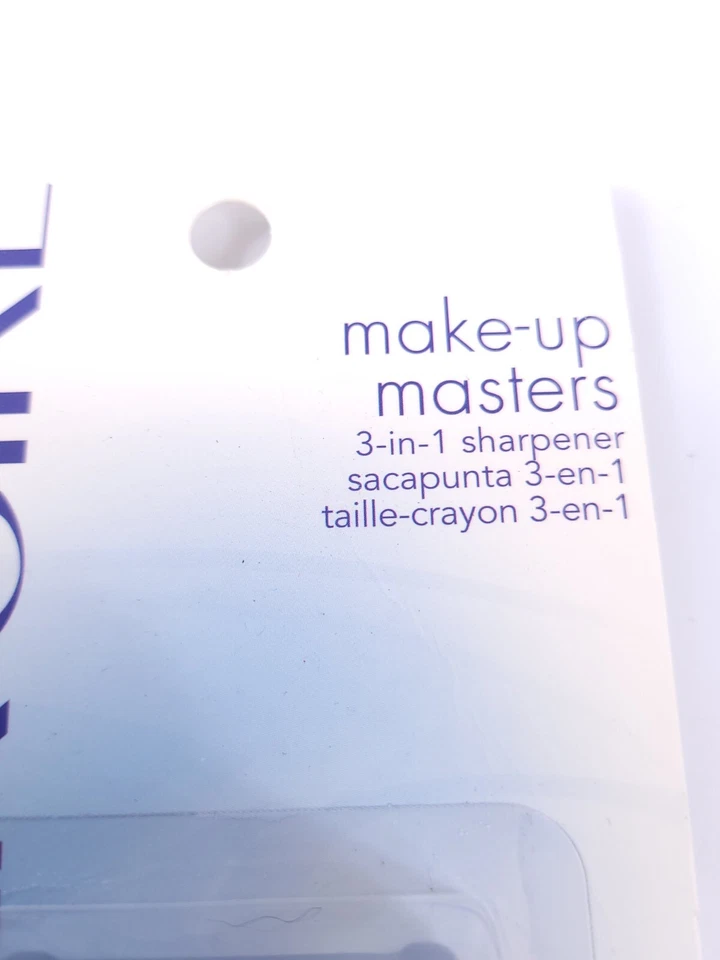 make-up
masters
3-in-1 sharpener
sacapunta 3-en-1
taille-crayon 3-en-1